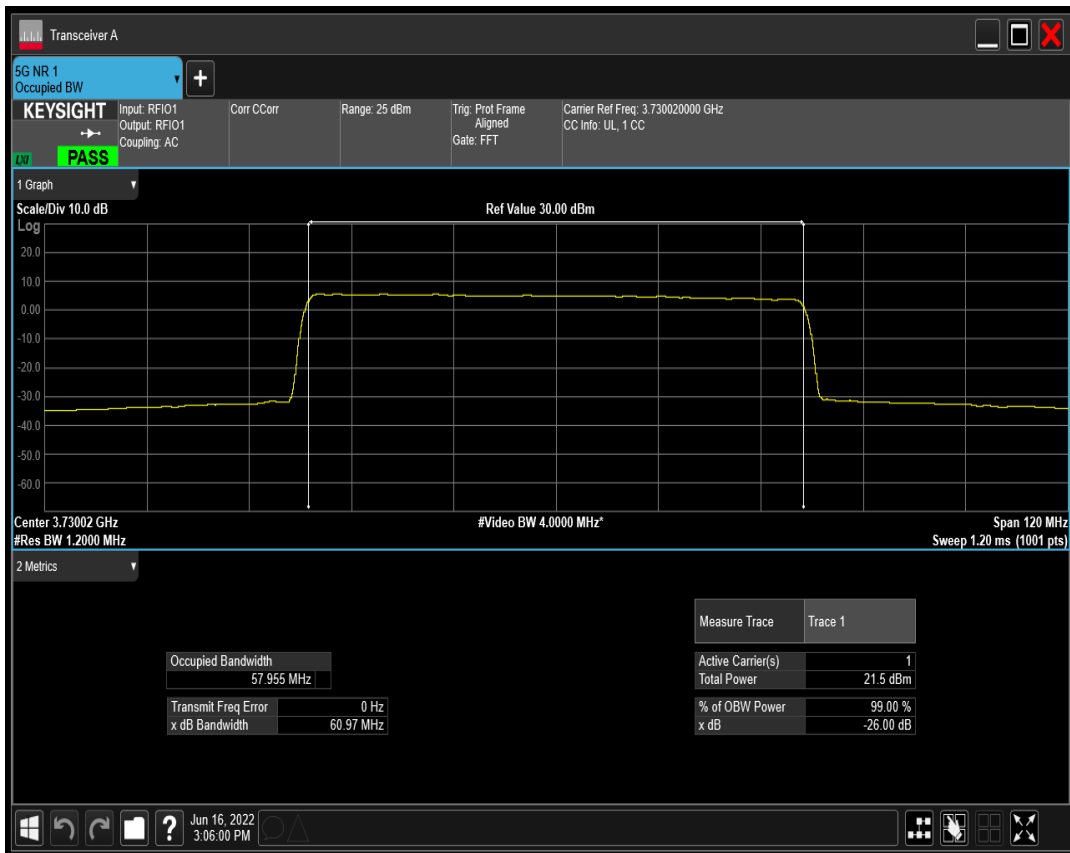 Transceiver A
5G NR 1
Occupied BW
+
KEYSIGHT
LXI
PASS
Input: RFIO1
Output: RFIO1
Coupling: AC
Corr CCorr
Range: 25 dBm
Trig: Prot Frame
Aligned
Gate: FFT
Carrier Ref Freq: 3.730020000 GHz
CC Info: UL, 1 CC
1 Graph
Scale/Div 10.0 dB
Ref Value 30.00 dBm
Log
20.0
10.0
0.00
-10.0
-20.0
-30.0
-40.0
-50.0
-60.0
Center 3.73002 GHz
#Video BW 4.0000 MHz*
Span 120 MHz
#Res BW 1.2000 MHz
Sweep 1.20 ms (1001 pts)
2 Metrics
Measure Trace Trace 1
Occupied Bandwidth
57.955 MHz
Active Carrier(s) 1
Total Power 21.5 dBm
Transmit Freq Error 0 Hz
x dB Bandwidth 60.97 MHz
% of OBW Power 99.00 %
x dB -26.00 dB
?
Jun 16, 2022
3:06:00 PM